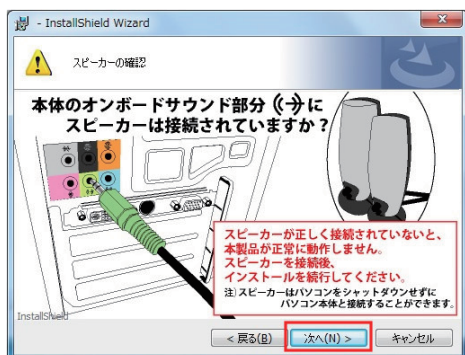 - InstallShield Wizard
スピーカーの確認
本体のオンボードサウンド部分 に
スピーカーは接続されていますか？
スピーカーが正しく接続されていないと、
本製品が正常に動作しません。
スピーカーを接続後、
インストールを続行してください。
注）スピーカーはパソコンをシャットダウンせずに
パソコン本体と接続することができます。
InstallShield
< 戻る(B)
次へ(N) >
キャンセル